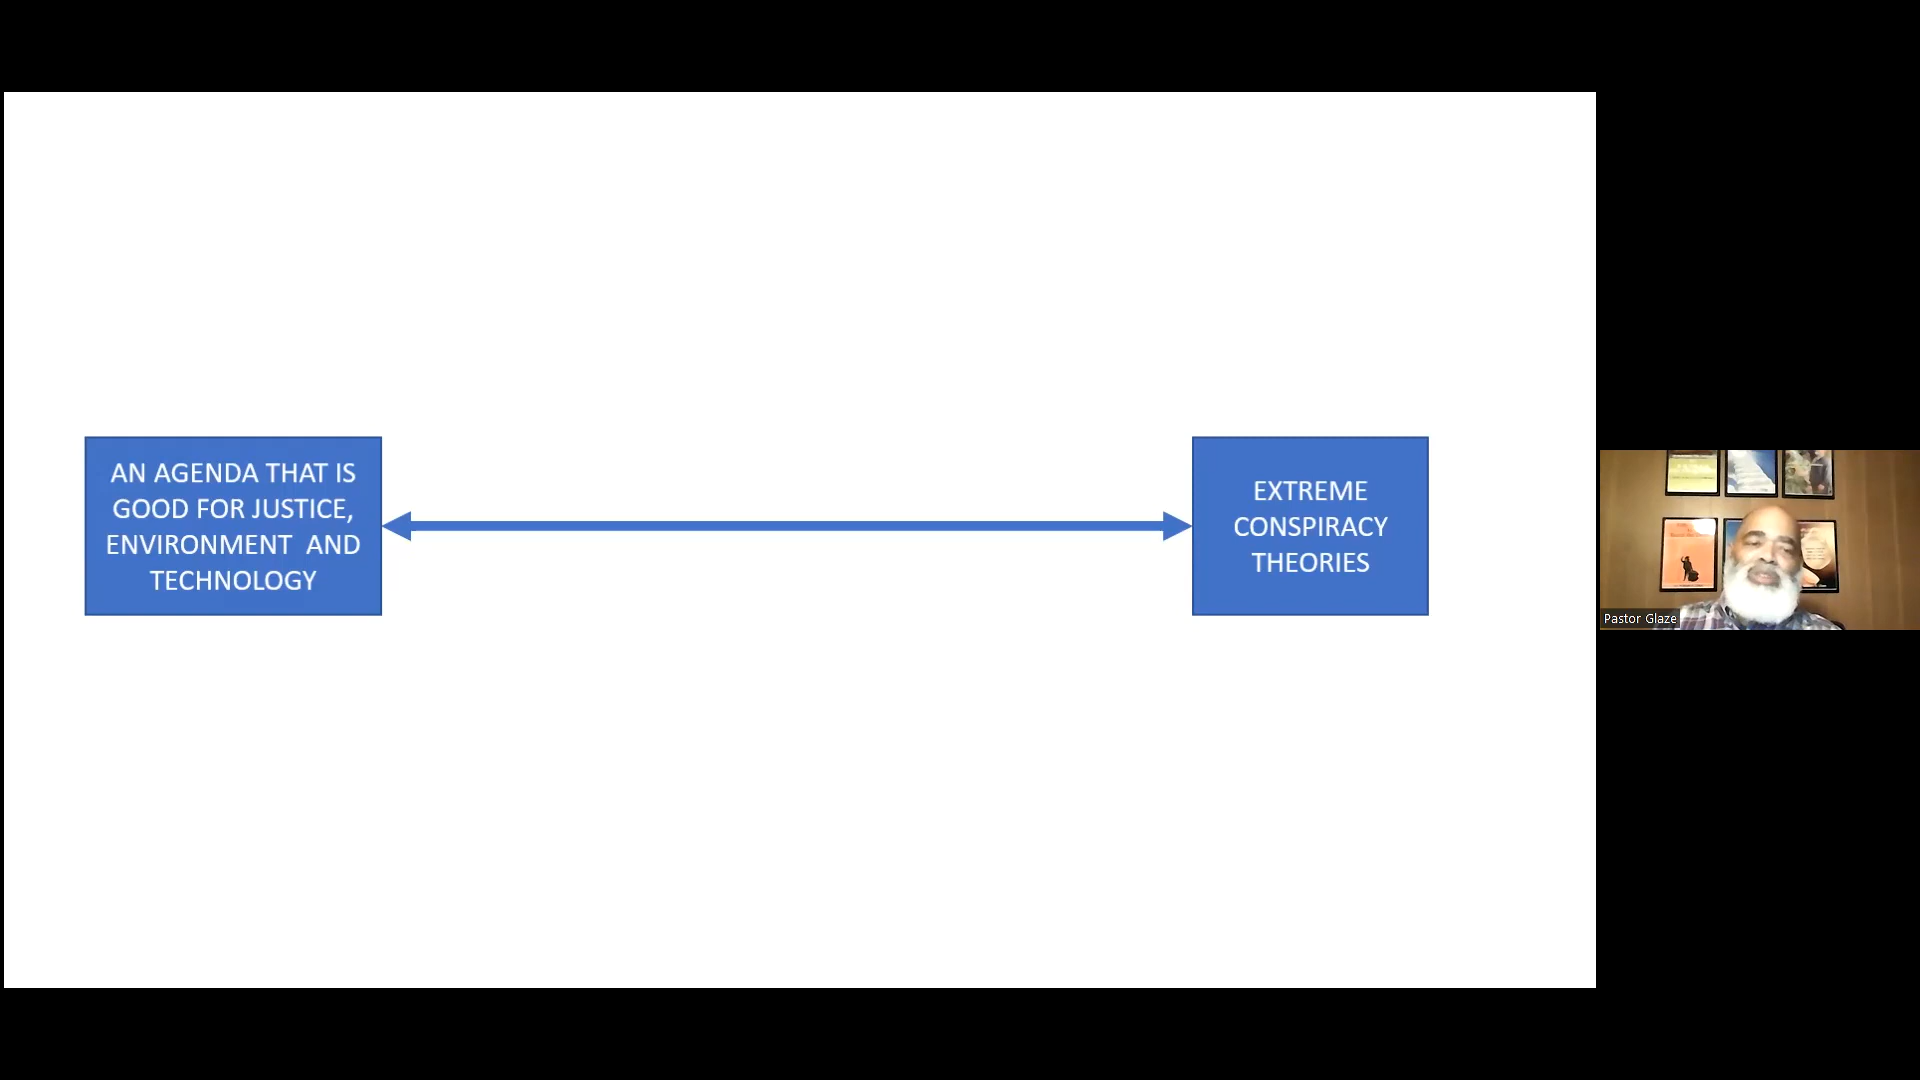 AN AGENDA THAT IS
GOOD FOR JUSTICE,
ENVIRONMENT  AND
TECHNOLOGY
EXTREME
CONSPIRACY
THEORIES
Pastor Glaze